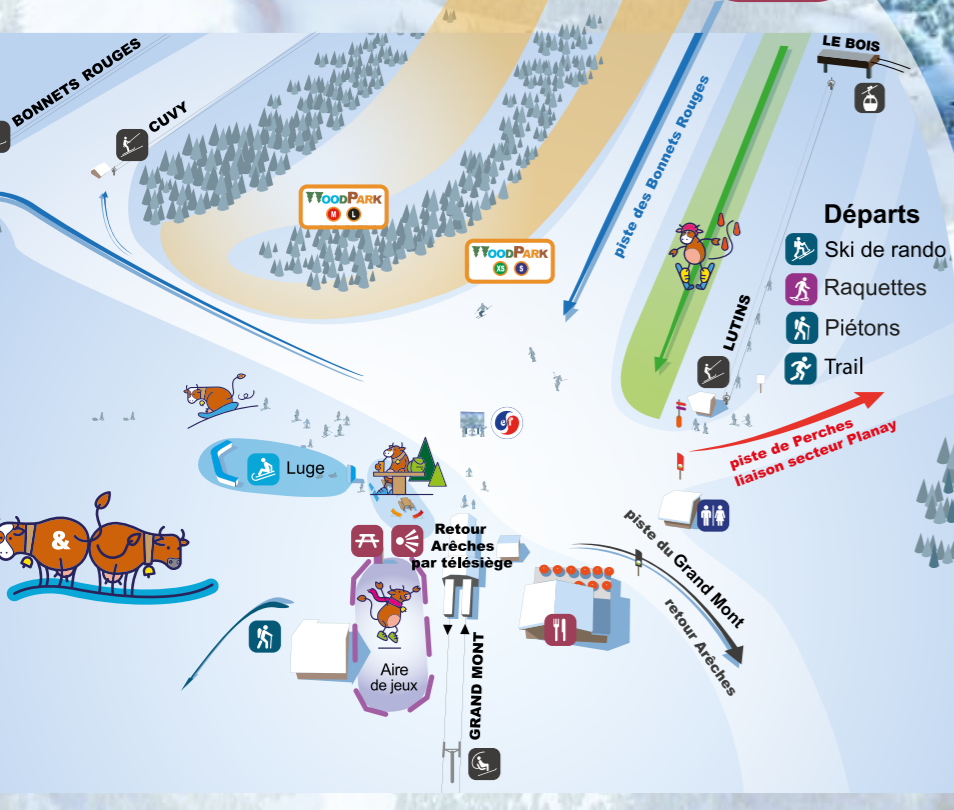 BONNETS ROUGES
CUVY
LE BOIS
WOODPARK
M L
WOODPARK
XS S
piste des Bonnets Rouges
LUTINS
Départs
Ski de rando
Raquettes
Piétons
Trail
piste de Perches
liaison secteur Planay
esf
Luge
&
Retour
Arêches
par télésiège
piste du Grand Mont
retour Arêches
Aire
de jeux
GRAND MONT